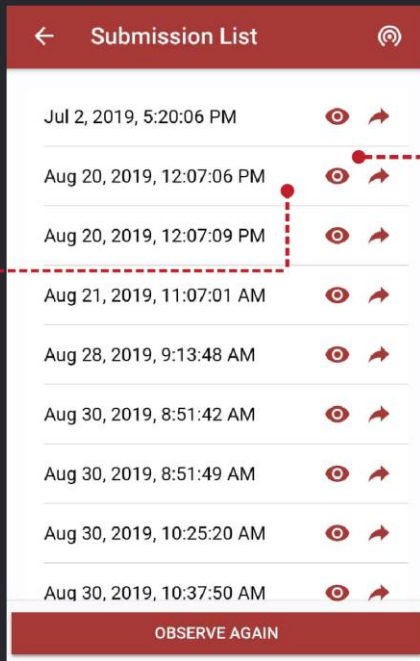 Submission List
Jul 2, 2019, 5:20:06 PM
Aug 20, 2019, 12:07:06 PM
Aug 20, 2019, 12:07:09 PM
Aug 21, 2019, 11:07:01 AM
Aug 28, 2019, 9:13:48 AM
Aug 30, 2019, 8:51:42 AM
Aug 30, 2019, 8:51:49 AM
Aug 30, 2019, 10:25:20 AM
Aug 30, 2019, 10:37:50 AM
OBSERVE AGAIN